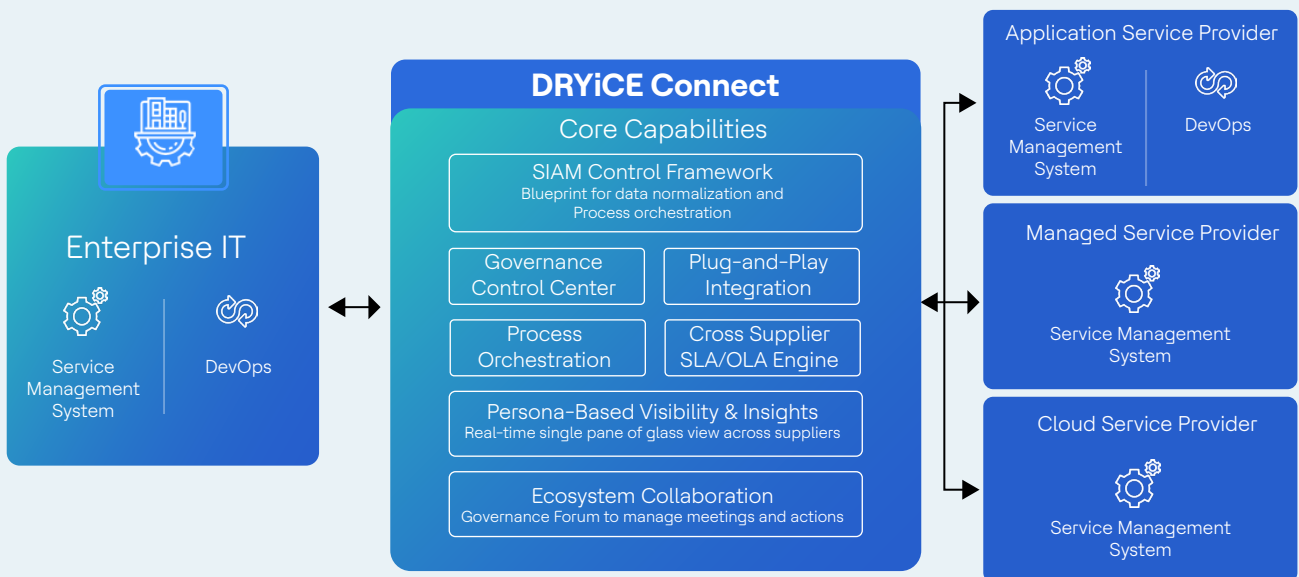 Enterprise IT
Service
Management
System
DevOps
DRYiCE Connect
Core Capabilities
SIAM Control Framework
Blueprint for data normalization and
Process orchestration
Governance
Control Center
Plug-and-Play
Integration
Process
Orchestration
Cross Supplier
SLA/OLA Engine
Persona-Based Visibility & Insights
Real-time single pane of glass view across suppliers
Ecosystem Collaboration
Governance Forum to manage meetings and actions
Application Service Provider
Service
Management
System
DevOps
Managed Service Provider
Service Management
System
Cloud Service Provider
Service Management
System